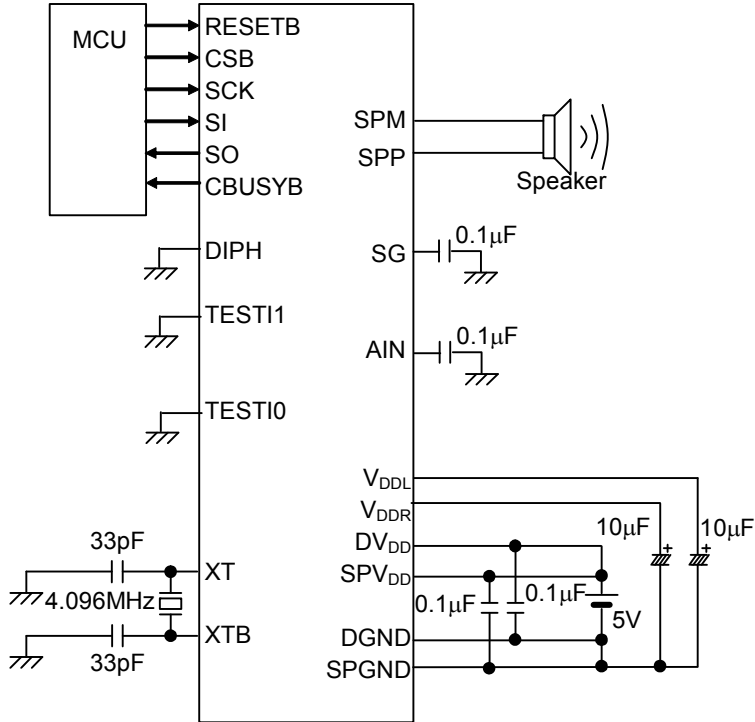 MCU
RESETB
CSB
SCK
SI
SO
CBUSYB
DIPH
TESTI1
TESTI0
33pF
XT
4.096MHz
XTB
33pF
SPM
SPP
Speaker
SG
0.1μF
AIN
0.1μF
VDDL
VDDR
10μF
10μF
+
+
DVDD
SPVDD
0.1μF
0.1μF
5V
DGND
SPGND